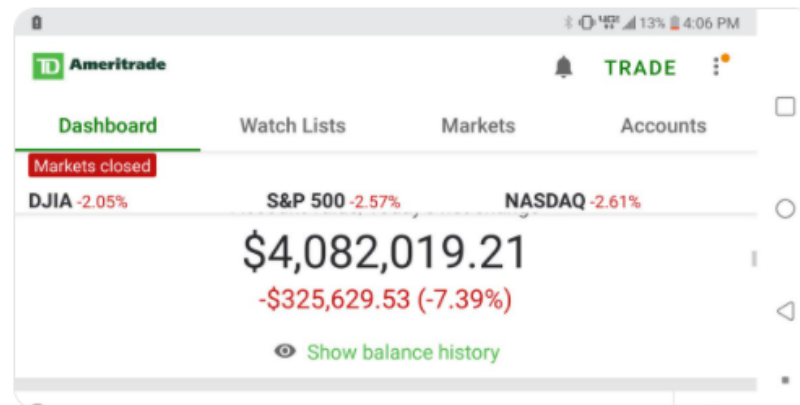 13% 4:06 PM
TD Ameritrade
TRADE
Dashboard Watch Lists Markets Accounts
Markets closed
DJIA -2.05% S&P 500 -2.57% NASDAQ -2.61%
$4,082,019.21
-$325,629.53 (-7.39%)
Show balance history